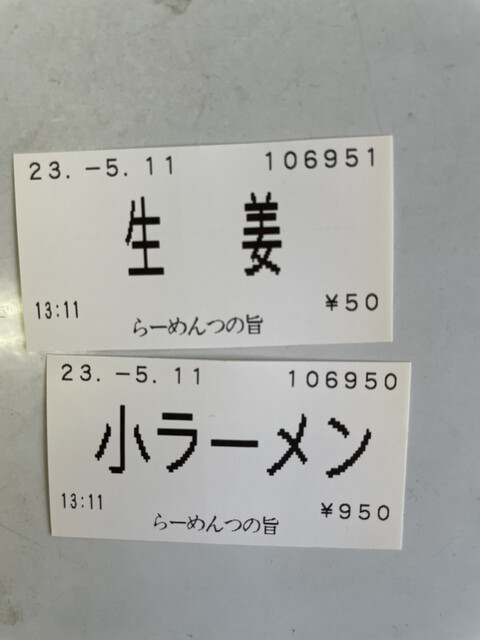 23.-5.11 106951
生 姜
13:11 ¥50
らーめんつの旨
23.-5.11 106950
小ラーメン
13:11 ¥950
らーめんつの旨